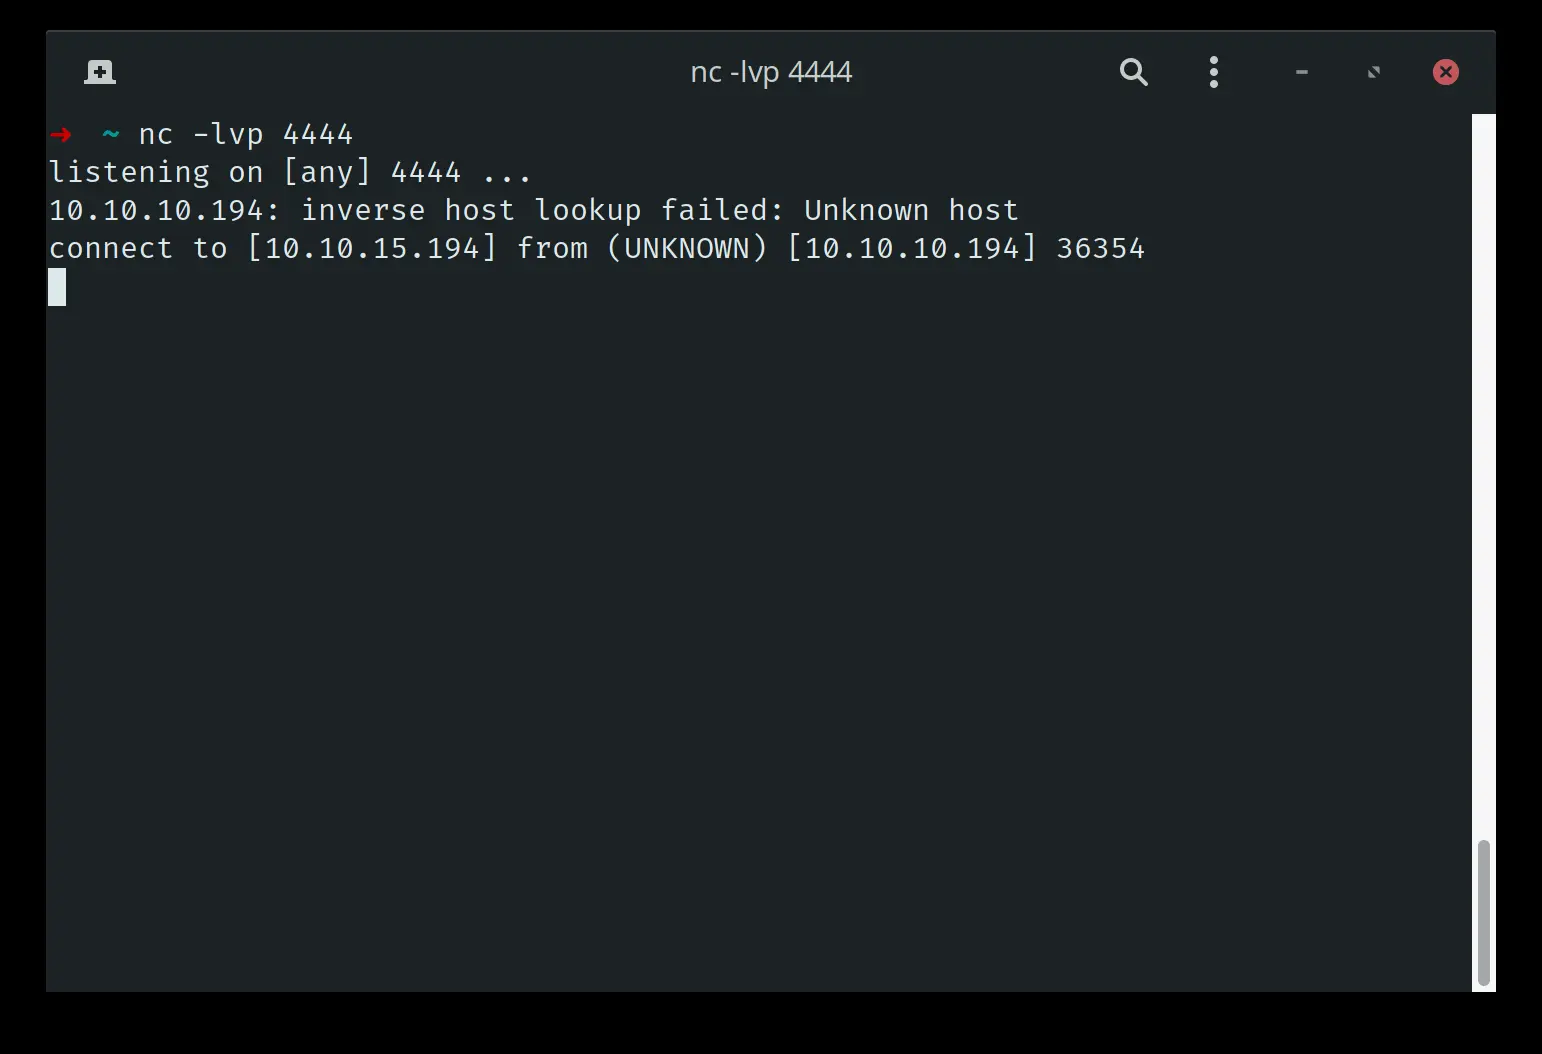 nc -lvp 4444
➜ ~ nc -lvp 4444
listening on [any] 4444 ...
10.10.10.194: inverse host lookup failed: Unknown host
connect to [10.10.15.194] from (UNKNOWN) [10.10.10.194] 36354